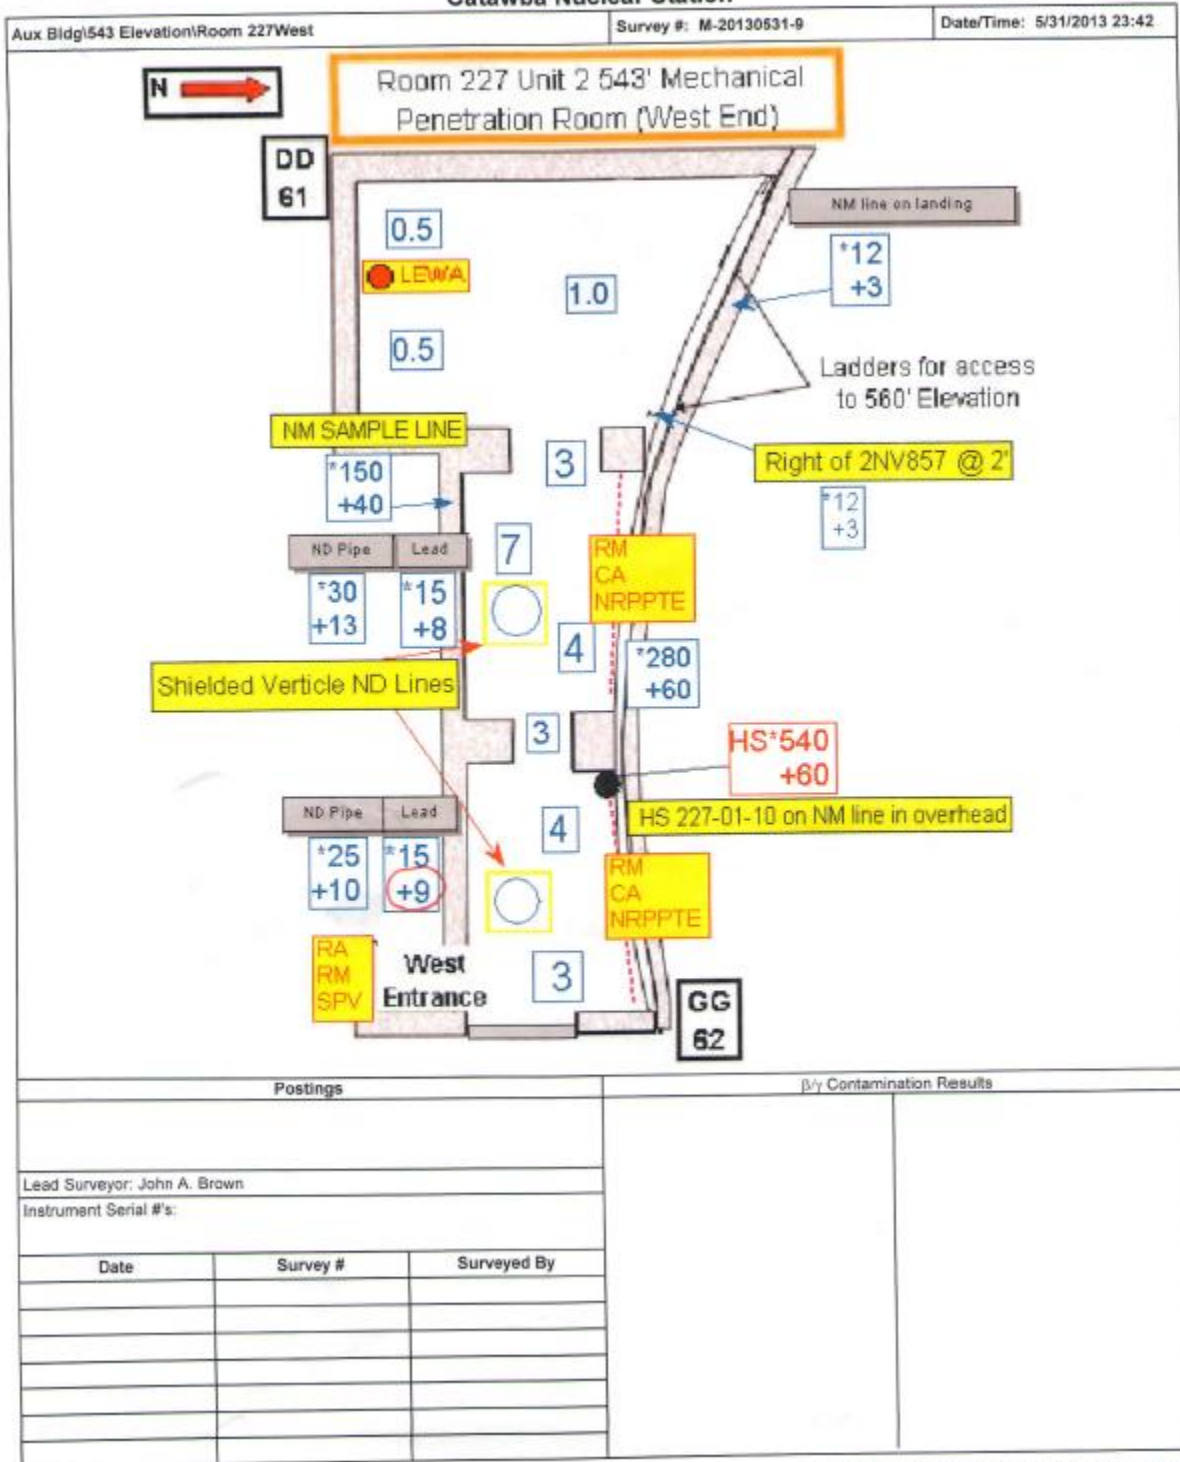 Catawba Nuclear Station
Aux Bldg\543 Elevation\Room 227West
Survey #: M-20130531-9
Date/Time: 5/31/2013 23:42
N
Room 227 Unit 2 543' Mechanical
Penetration Room (West End)
DD
61
NM line on landing
0.5
LEWA
*12
+3
1.0
0.5
Ladders for access
to 560' Elevation
NM SAMPLE LINE
3
Right of 2NV857 @ 2'
*150
+40
*12
+3
7
ND Pipe
Lead
RM
CA
NRPPTE
*30
+13
*15
+8
4
*280
+60
Shielded Verticle ND Lines
3
HS*540
+60
ND Pipe
Lead
4
HS 227-01-10 on NM line in overhead
*25
+10
*15
+9
RM
CA
NRPPTE
RA
RM
SPV
West
Entrance
3
GG
62
Postings
β/γ Contamination Results
Lead Surveyor: John A. Brown
Instrument Serial #'s:
Date
Survey #
Surveyed By